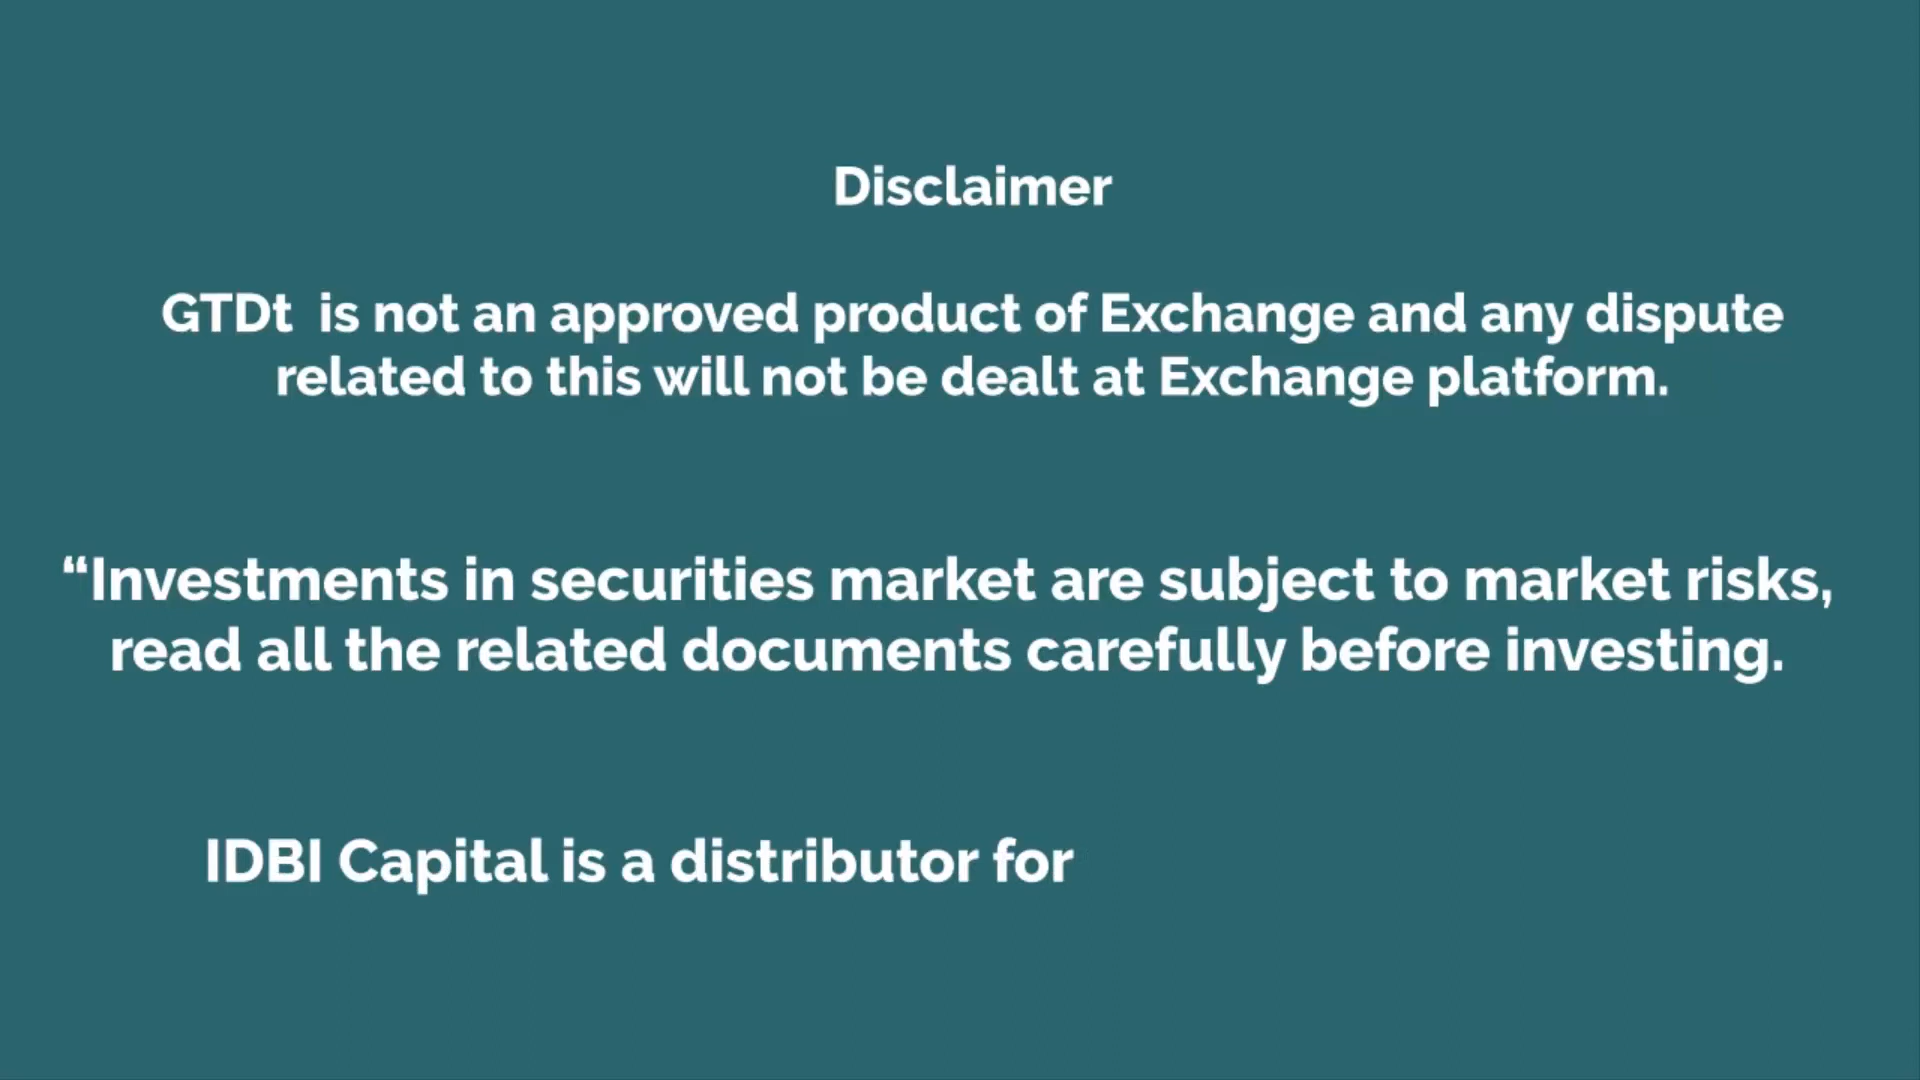 Disclaimer
GTDt is not an approved product of Exchange and any dispute
related to this will not be dealt at Exchange platform.
“Investments in securities market are subject to market risks,
read all the related documents carefully before investing.
IDBI Capital is a distributor for